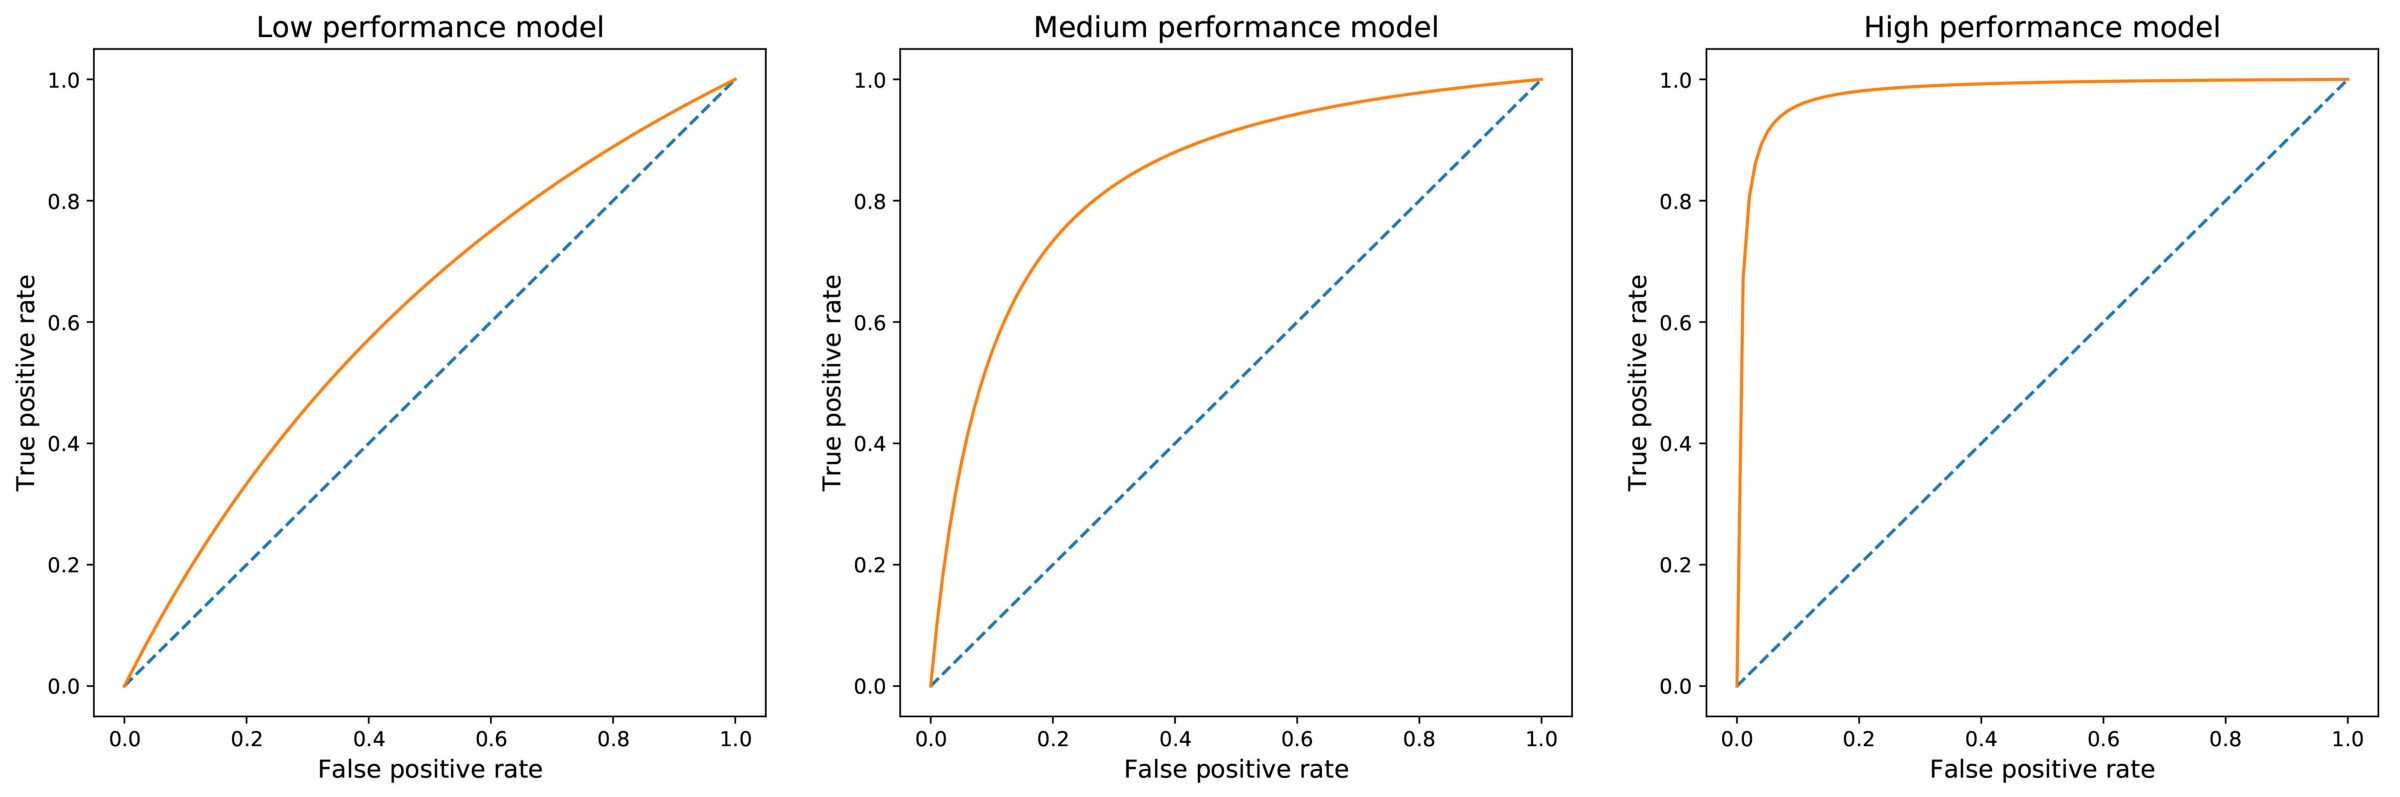 Low performance model
1.0
0.8
0.6
0.4
0.2
0.0
True positive rate
0.0 0.2 0.4 0.6 0.8 1.0
False positive rate
Medium performance model
1.0
0.8
0.6
0.4
0.2
0.0
True positive rate
0.0 0.2 0.4 0.6 0.8 1.0
False positive rate
High performance model
1.0
0.8
0.6
0.4
0.2
0.0
True positive rate
0.0 0.2 0.4 0.6 0.8 1.0
False positive rate